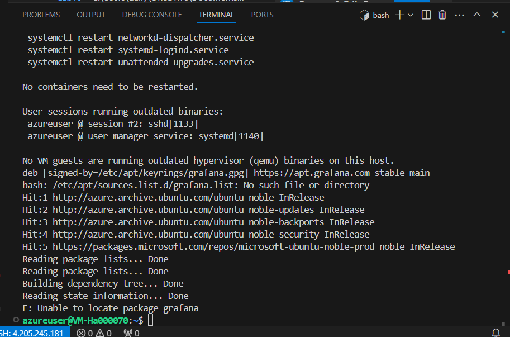 PROBLEMS OUTPUT DEBUG CONSOLE TERMINAL PORTS bash
systemctl restart networkd-dispatcher.service
systemctl restart systemd-logind.service
systemctl restart unattended-upgrades.service
No containers need to be restarted.
User sessions running outdated binaries:
azureuser @ session #2: sshd[1133]
azureuser @ user manager service: systemd[1140]
No VM guests are running outdated hypervisor (qemu) binaries on this host.
deb [signed-by=/etc/apt/keyrings/grafana.gpg] https://apt.grafana.com stable main
bash: /etc/apt/sources.list.d/grafana.list: No such file or directory
Hit:1 http://azure.archive.ubuntu.com/ubuntu noble InRelease
Hit:2 http://azure.archive.ubuntu.com/ubuntu noble-updates InRelease
Hit:3 http://azure.archive.ubuntu.com/ubuntu noble-backports InRelease
Hit:4 http://azure.archive.ubuntu.com/ubuntu noble-security InRelease
Hit:5 https://packages.microsoft.com/repos/microsoft-ubuntu-noble-prod noble InRelease
Reading package lists... Done
Reading package lists... Done
Building dependency tree... Done
Reading state information... Done
E: Unable to locate package grafana
azureuser@VM-Ha000070:~$
SH: 4.205.245.181 0 0 0